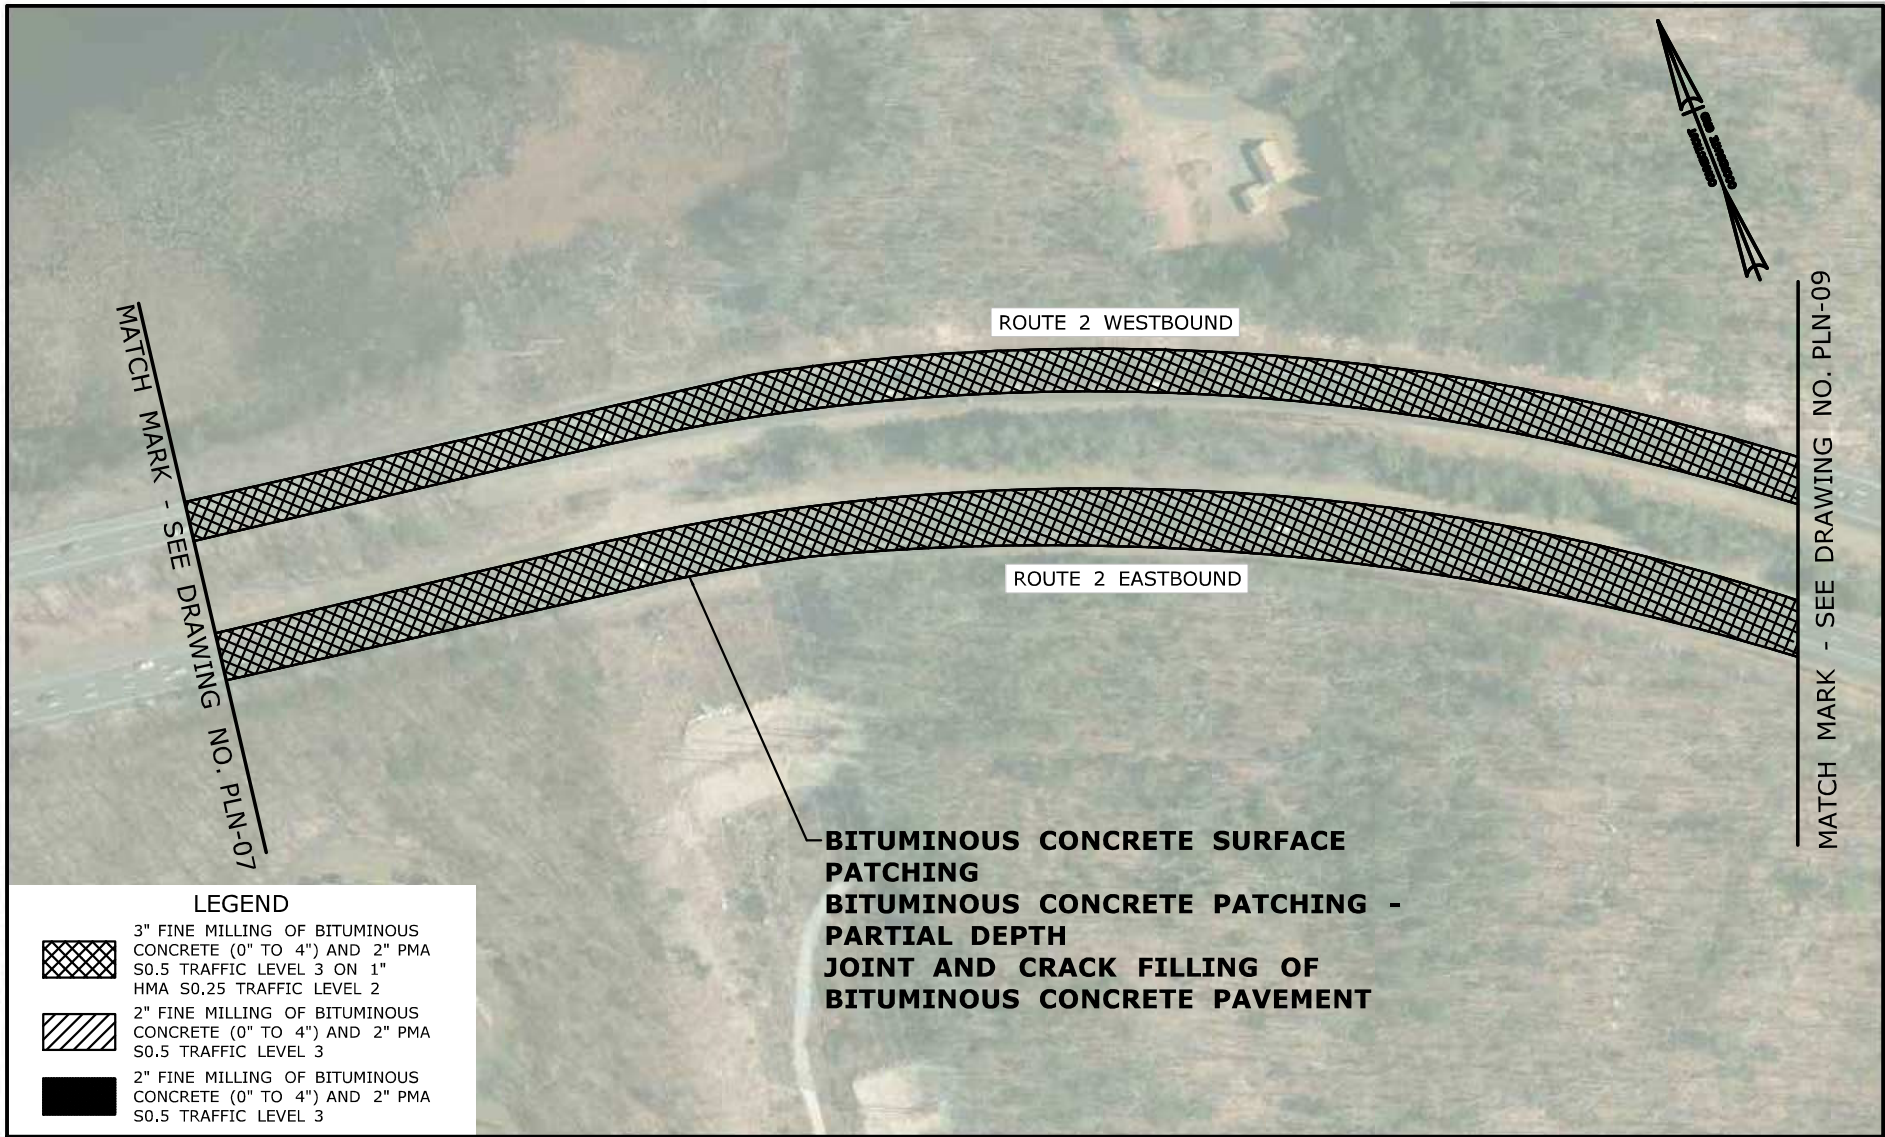 ROUTE 2 WESTBOUND
ROUTE 2 EASTBOUND
MATCH MARK - SEE DRAWING NO. PLN-07
MATCH MARK - SEE DRAWING NO. PLN-09
BITUMINOUS CONCRETE SURFACE
PATCHING
BITUMINOUS CONCRETE PATCHING -
PARTIAL DEPTH
JOINT AND CRACK FILLING OF
BITUMINOUS CONCRETE PAVEMENT
LEGEND
3" FINE MILLING OF BITUMINOUS
CONCRETE (0" TO 4") AND 2" PMA
S0.5 TRAFFIC LEVEL 3 ON 1"
HMA S0.25 TRAFFIC LEVEL 2
2" FINE MILLING OF BITUMINOUS
CONCRETE (0" TO 4") AND 2" PMA
S0.5 TRAFFIC LEVEL 3
2" FINE MILLING OF BITUMINOUS
CONCRETE (0" TO 4") AND 2" PMA
S0.5 TRAFFIC LEVEL 3